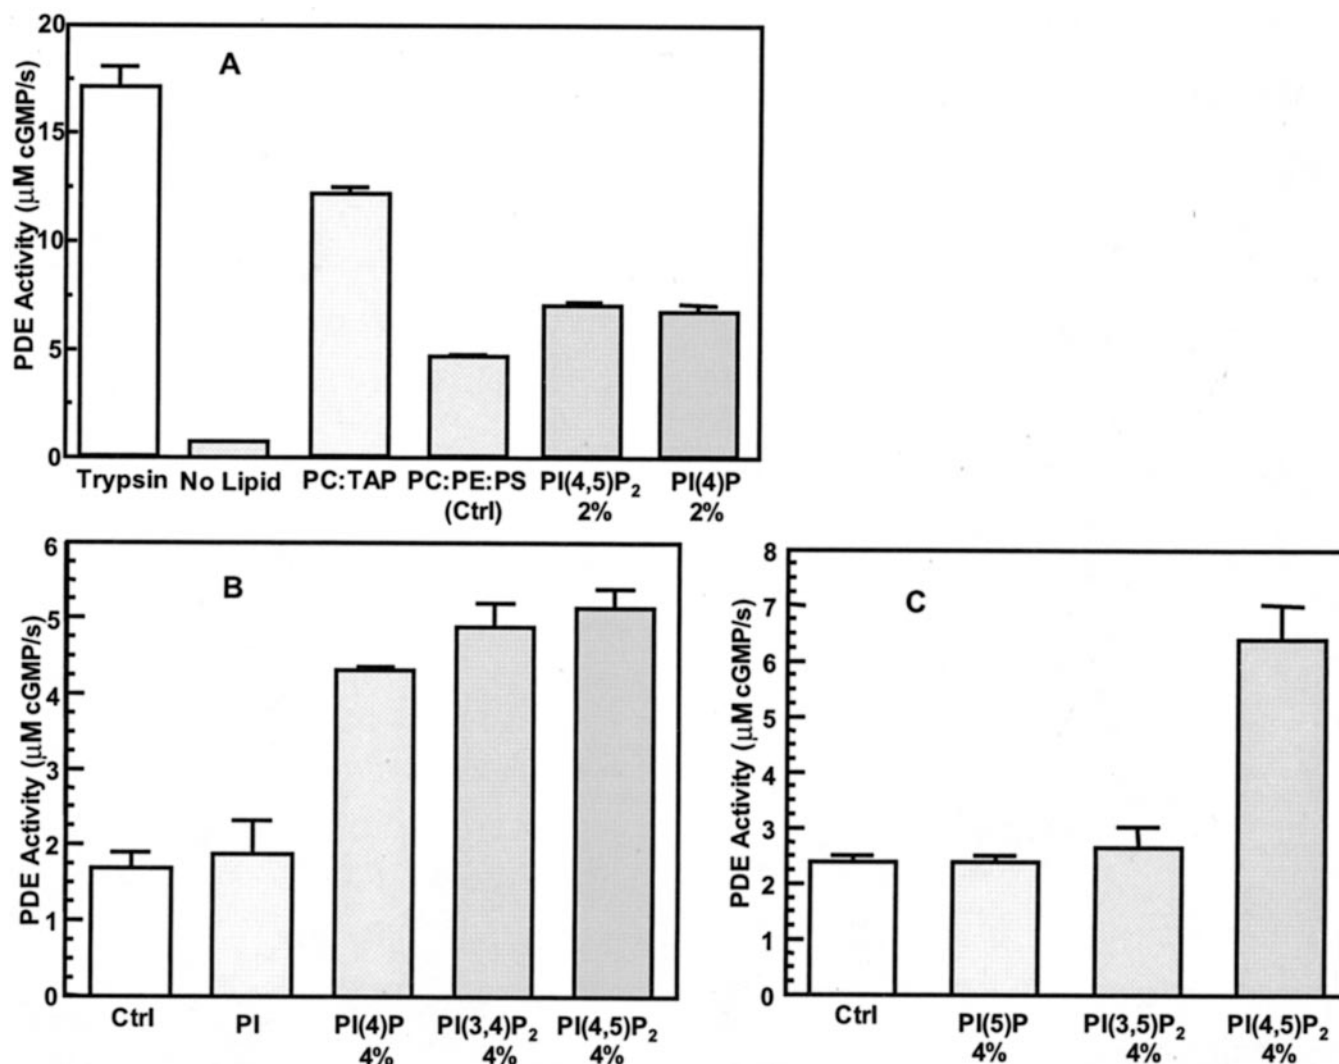 A
PDE Activity (μM cGMP/s)
20
15
10
5
0
Trypsin No Lipid PC:TAP PC:PE:PS PI(4,5)P₂ PI(4)P
(Ctrl) 2% 2%
B
PDE Activity (μM cGMP/s)
6
5
4
3
2
1
0
Ctrl PI PI(4)P PI(3,4)P₂ PI(4,5)P₂
4% 4% 4%
C
PDE Activity (μM cGMP/s)
8
7
6
5
4
3
2
1
0
Ctrl PI(5)P PI(3,5)P₂ PI(4,5)P₂
4% 4% 4%